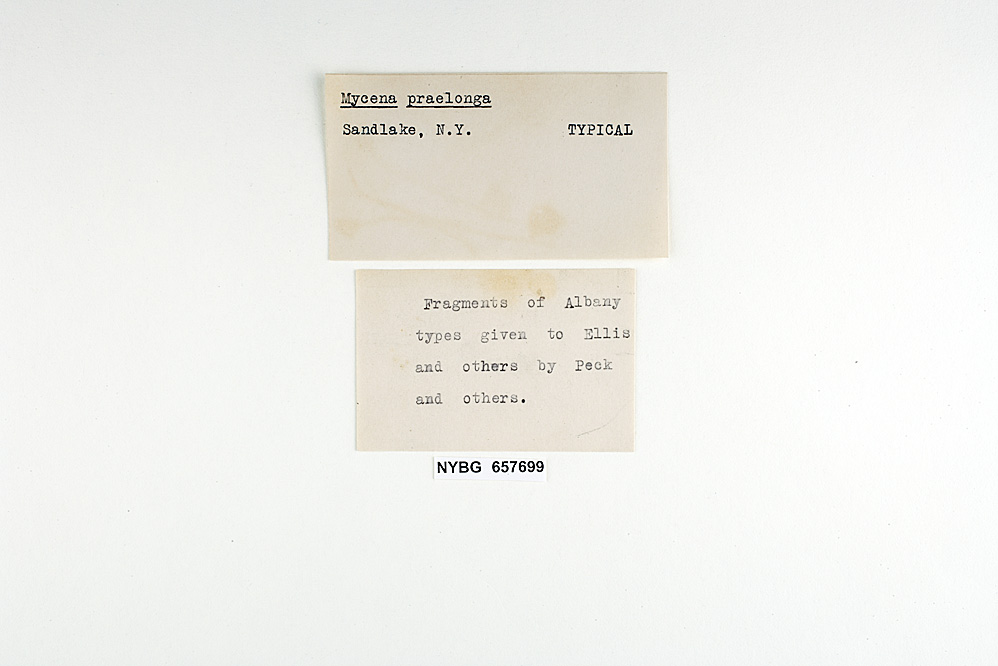 Mycena praelonga
Sandlake, N.Y. TYPICAL
Fragments of Albany
types given to Ellis
and others by Peck
and others.
NYBG 657699